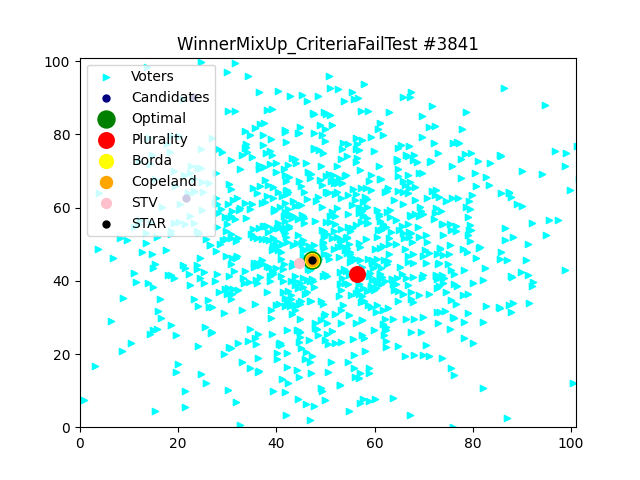 WinnerMixUp_CriteriaFailTest #3841
100
80
60
40
20
0
Voters
Candidates
Optimal
Plurality
Borda
Copeland
STV
STAR
0 20 40 60 80 100